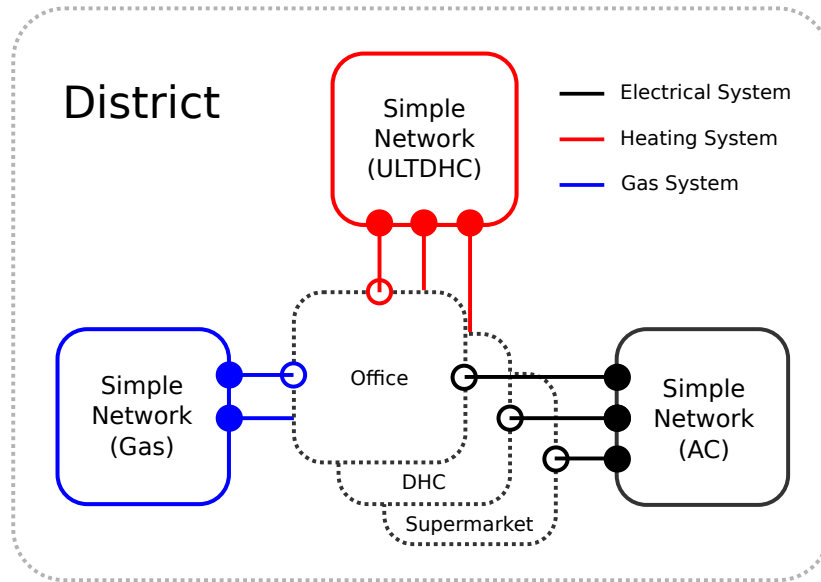 District
Simple
Network
(ULTDHC)
Electrical System
Heating System
Gas System
Simple
Network
(Gas)
Office
DHC
Supermarket
Simple
Network
(AC)